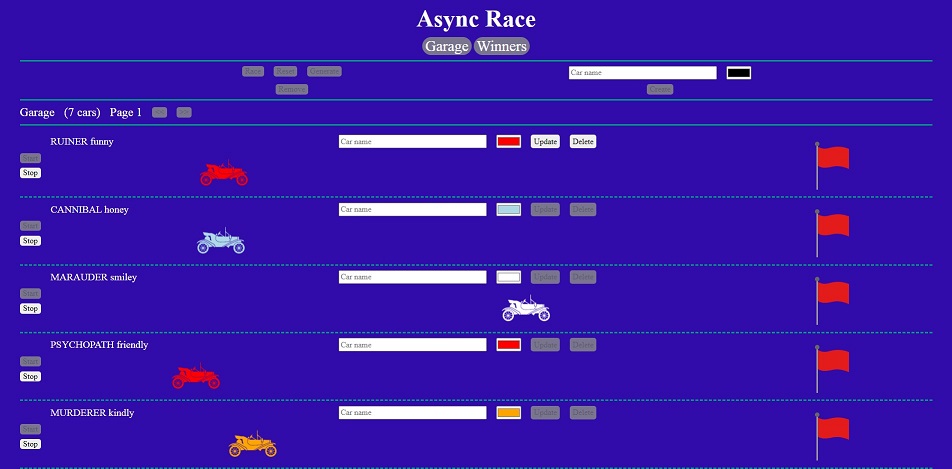 Async Race
Garage Winners
Race Reset Generate Car name
Remove Create
Garage (7 cars) Page 1
RUINER funny Car name Update Delete
Start
Stop
CANNIBAL honey Car name Update Delete
Start
Stop
MARAUDER smiley Car name Update Delete
Start
Stop
PSYCHOPATH friendly Car name Update Delete
Start
Stop
MURDERER kindly Car name Update Delete
Start
Stop